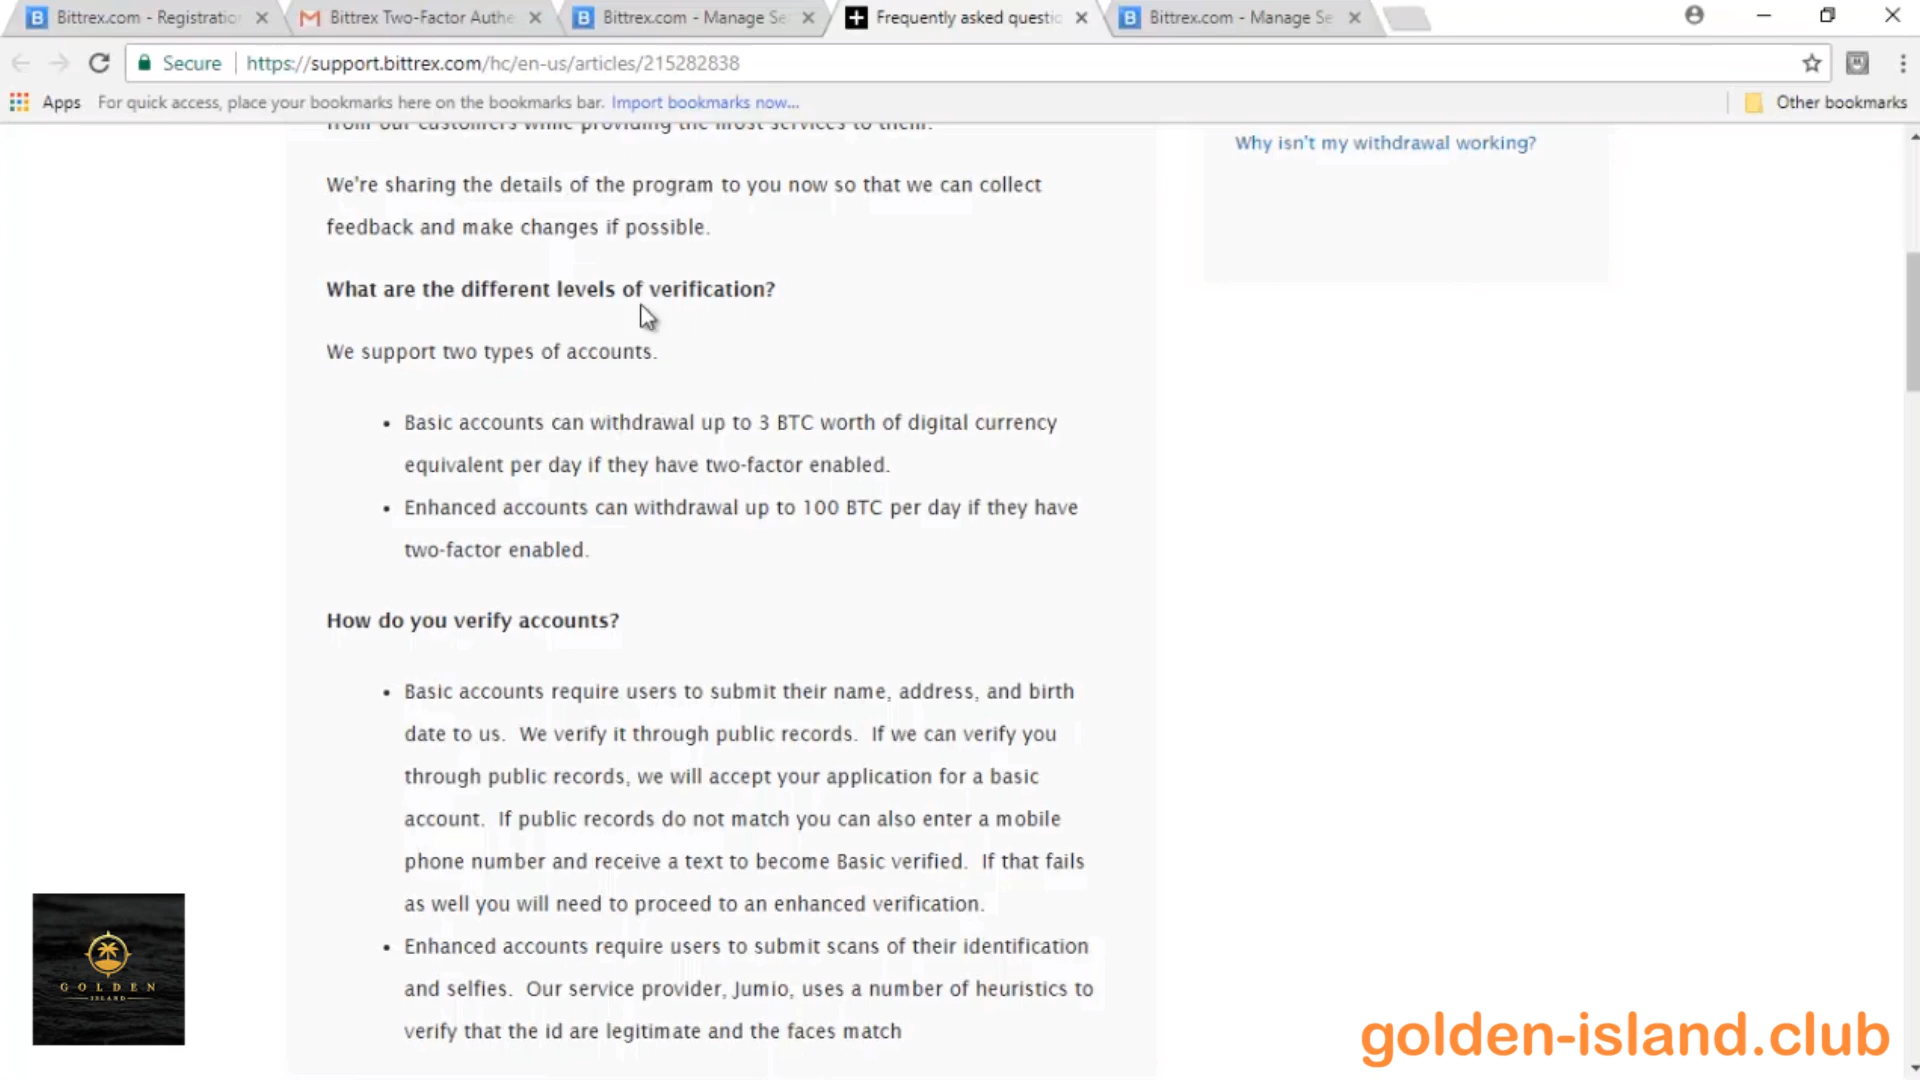 Bittrex.com - Registratio
Bittrex Two-Factor Authe
Bittrex.com - Manage Se
Frequently asked questio
Bittrex.com - Manage Se
Secure
https://support.bittrex.com/hc/en-us/articles/215282838
Apps
For quick access, place your bookmarks here on the bookmarks bar. Import bookmarks now...
Other bookmarks
from our customers while providing the most services to them.
Why isn't my withdrawal working?
We're sharing the details of the program to you now so that we can collect
feedback and make changes if possible.
What are the different levels of verification?
We support two types of accounts.
• Basic accounts can withdrawal up to 3 BTC worth of digital currency
equivalent per day if they have two-factor enabled.
• Enhanced accounts can withdrawal up to 100 BTC per day if they have
two-factor enabled.
How do you verify accounts?
• Basic accounts require users to submit their name, address, and birth
date to us. We verify it through public records. If we can verify you
through public records, we will accept your application for a basic
account. If public records do not match you can also enter a mobile
phone number and receive a text to become Basic verified. If that fails
as well you will need to proceed to an enhanced verification.
• Enhanced accounts require users to submit scans of their identification
and selfies. Our service provider, Jumio, uses a number of heuristics to
verify that the id are legitimate and the faces match
GOLDEN
ISLAND
golden-island.club